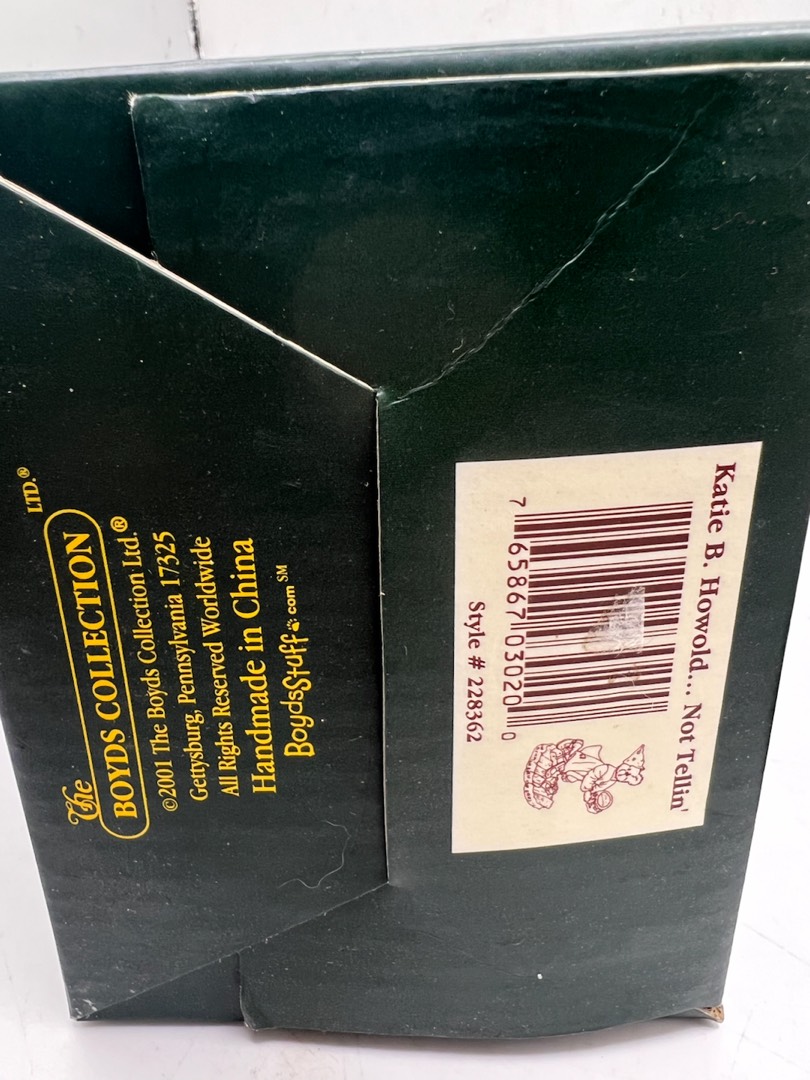 The
BOYDS COLLECTION
LTD.®
©2001 The Boyds Collection Ltd.®
Gettysburg, Pennsylvania 17325
All Rights Reserved Worldwide
Handmade in China
BoydsStuff.com SM
Katie B. Howold... Not Tellin'
7 65867 03020 0
Style # 228362